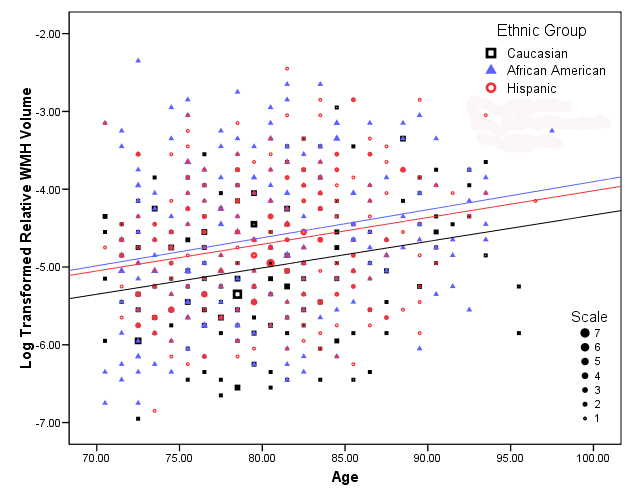 Ethnic Group
Caucasian
African American
Hispanic
-2.00
-3.00
-4.00
-5.00
-6.00
-7.00
Log Transformed Relative WMH Volume
Scale
7
6
5
4
3
2
1
70.00 75.00 80.00 85.00 90.00 95.00 100.00
Age